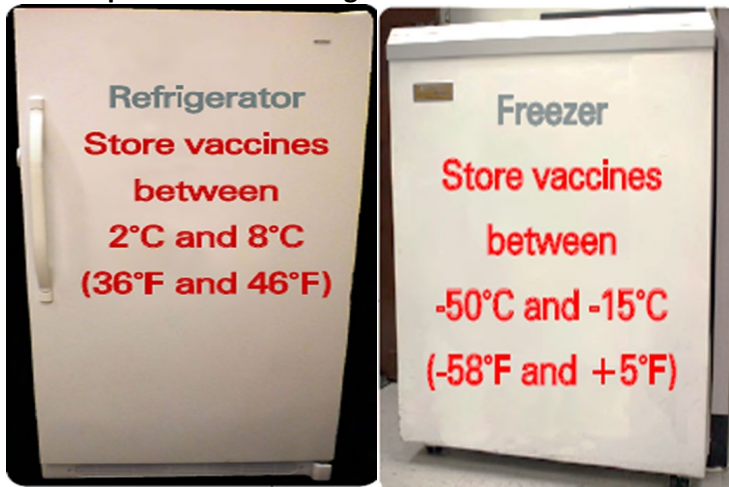 Refrigerator
Store vaccines
between
2°C and 8°C
(36°F and 46°F)
Freezer
Store vaccines
between
-50°C and -15°C
(-58°F and +5°F)